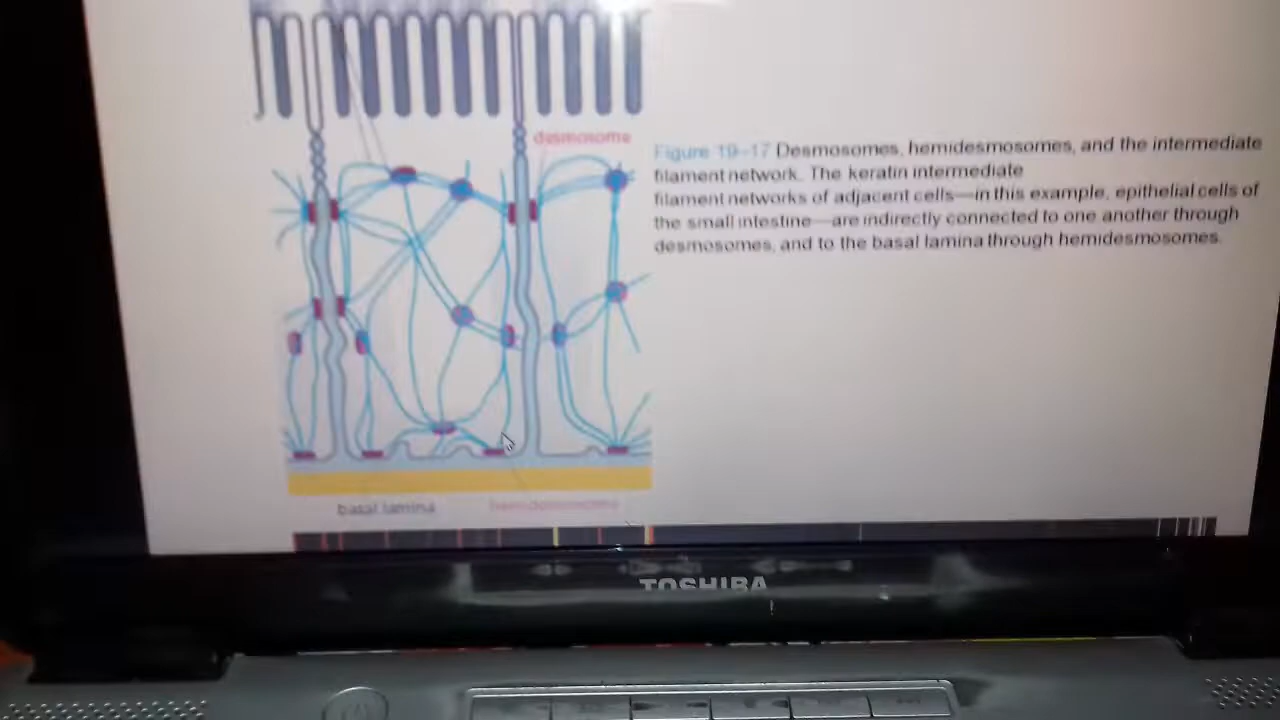 desmosome
Figure 19-17 Desmosomes, hemidesmosomes, and the intermediate
filament network. The keratin intermediate
filament networks of adjacent cells—in this example, epithelial cells of
the small intestine—are indirectly connected to one another through
desmosomes, and to the basal lamina through hemidesmosomes.
basal lamina
hemidesmosome
TOSHIBA